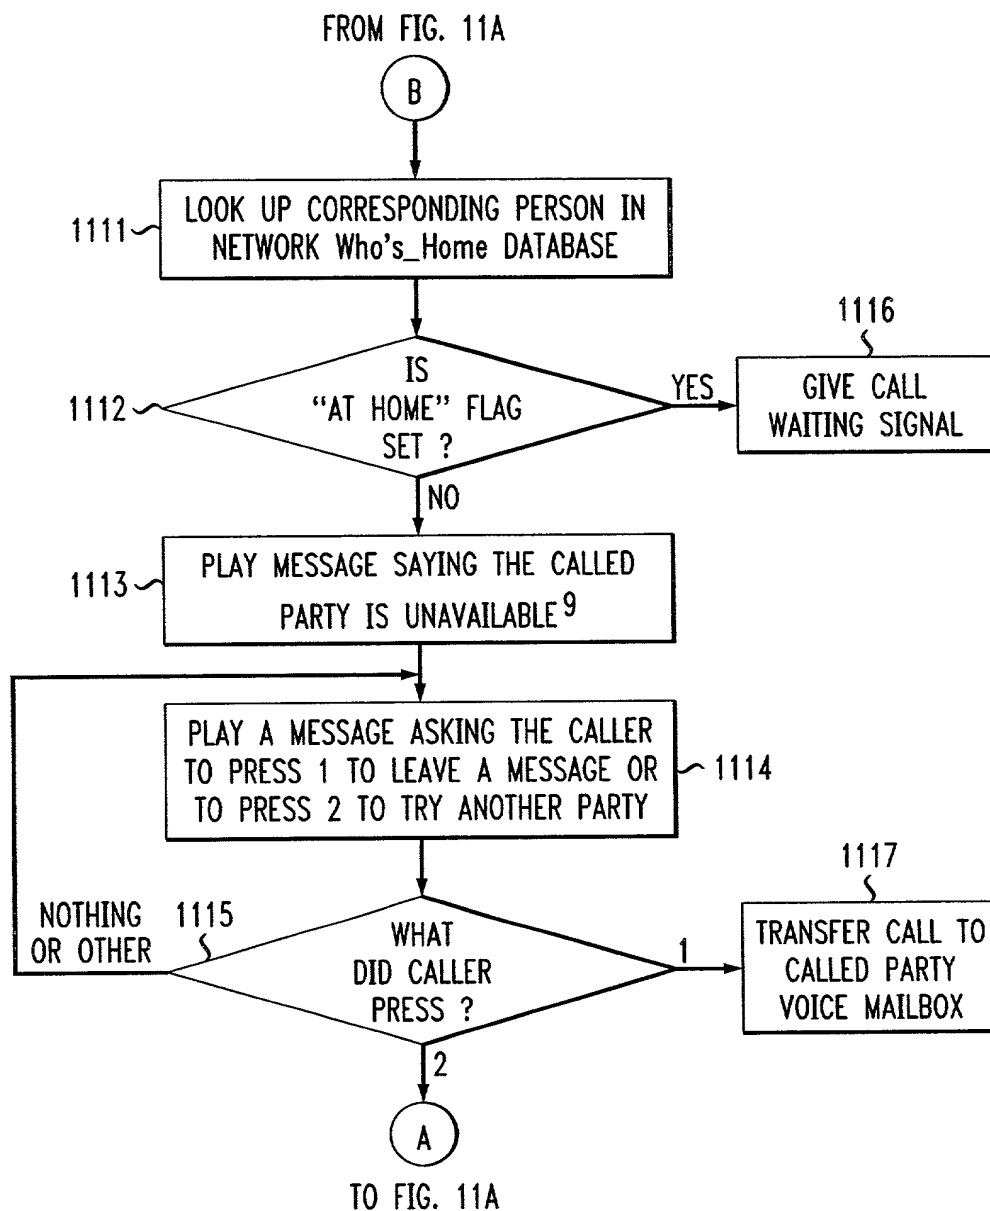 FROM FIG. 11A
B
1111
LOOK UP CORRESPONDING PERSON IN
NETWORK Who's_Home DATABASE
1116
1112
IS
"AT HOME" FLAG
SET ?
YES
GIVE CALL
WAITING SIGNAL
NO
1113
PLAY MESSAGE SAYING THE CALLED
PARTY IS UNAVAILABLE9
PLAY A MESSAGE ASKING THE CALLER
TO PRESS 1 TO LEAVE A MESSAGE OR
TO PRESS 2 TO TRY ANOTHER PARTY
1114
1117
NOTHING
OR OTHER
1115
WHAT
DID CALLER
PRESS ?
1
TRANSFER CALL TO
CALLED PARTY
VOICE MAILBOX
2
A
TO FIG. 11A